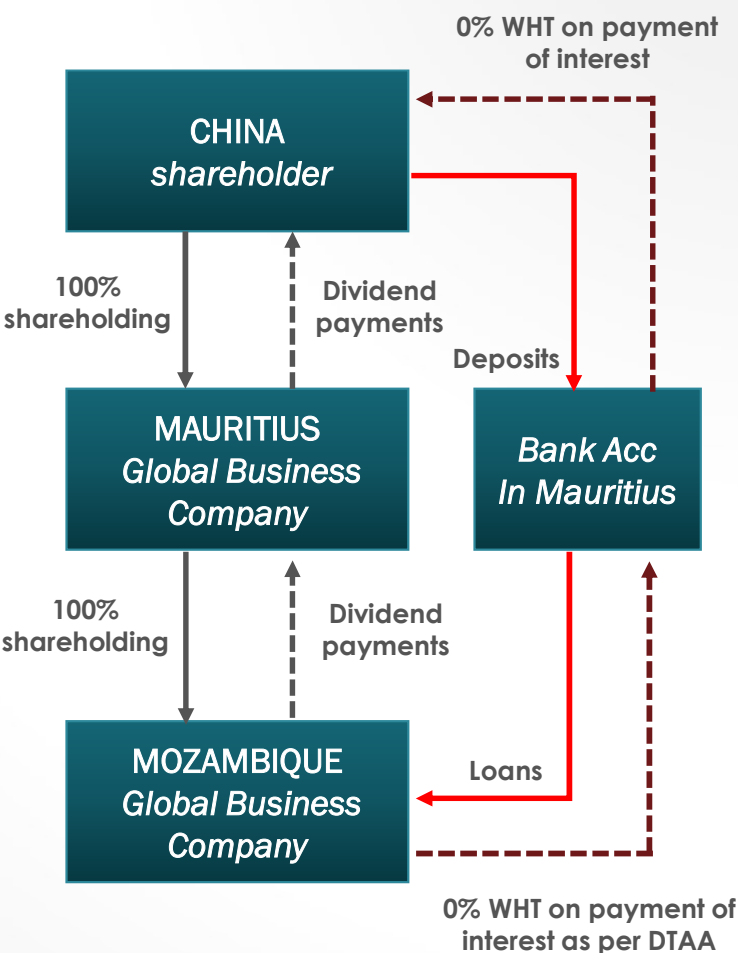 0% WHT on payment
of interest
CHINA
shareholder
100%
shareholding
Dividend
payments
Deposits
MAURITIUS
Global Business
Company
Bank Acc
In Mauritius
100%
shareholding
Dividend
payments
MOZAMBIQUE
Global Business
Company
Loans
0% WHT on payment of
interest as per DTAA